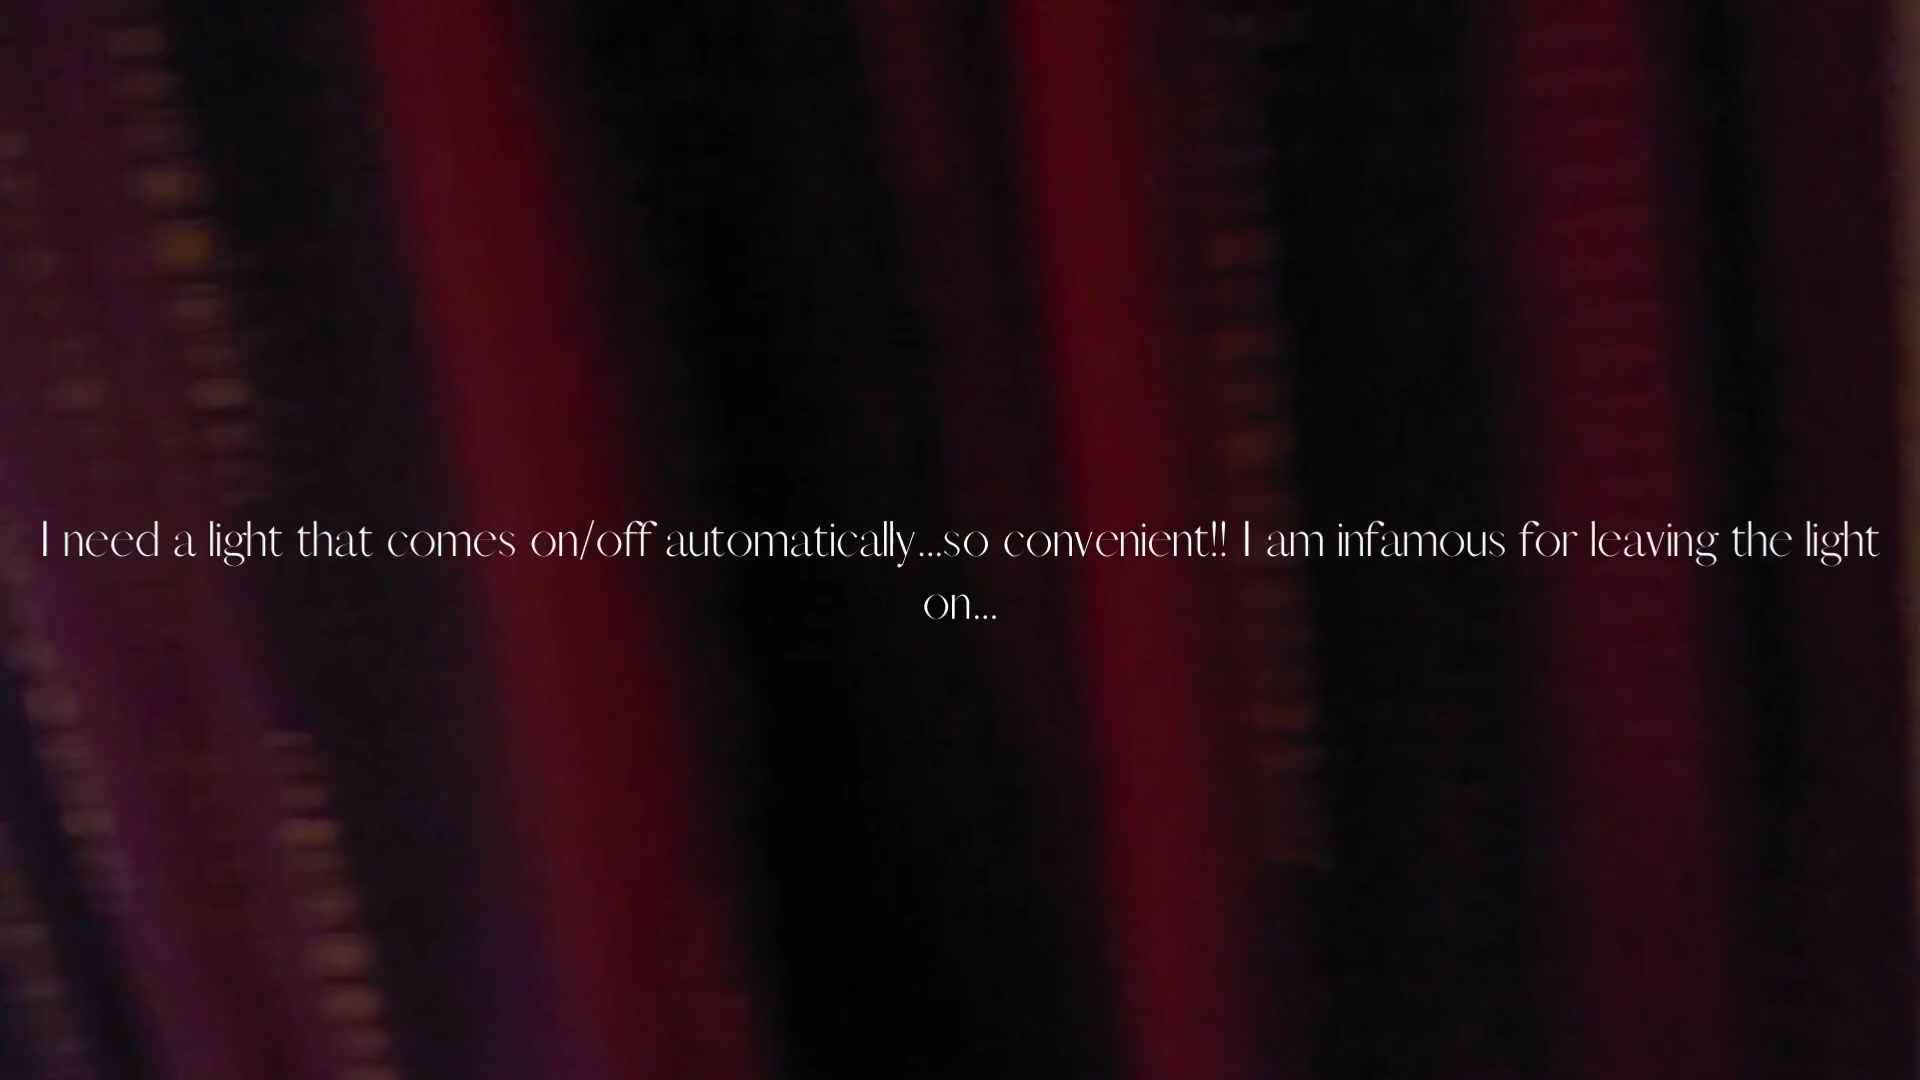 I need a light that comes on/off automatically...so convenient!! I am infamous for leaving the light
on...